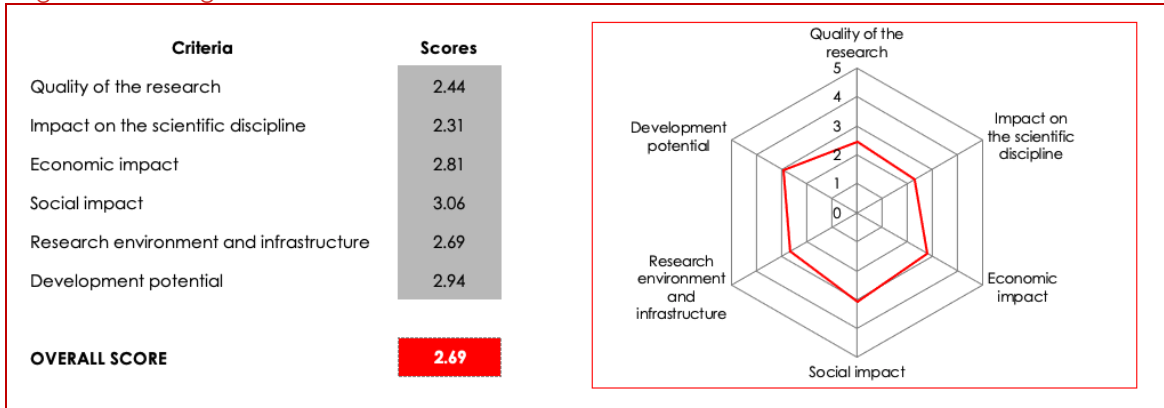 Criteria Scores
Quality of the research 2.44
Impact on the scientific discipline 2.31
Economic impact 2.81
Social impact 3.06
Research environment and infrastructure 2.69
Development potential 2.94
OVERALL SCORE 2.69
Quality of the
research
5
4
3
2
1
0
Impact on
the scientific
discipline
Economic
impact
Social impact
Research
environment
and
infrastructure
Development
potential